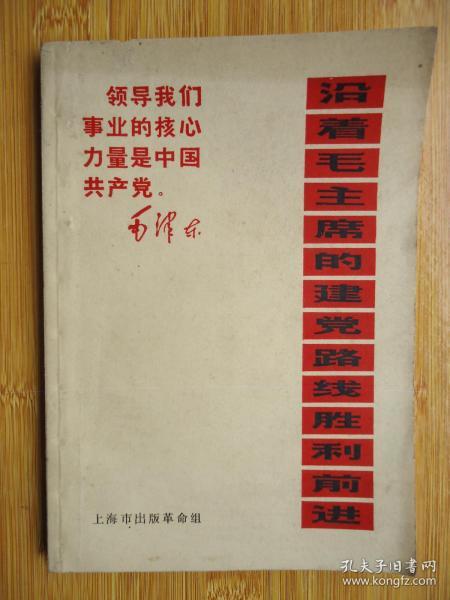 领导我们
事业的核心
力量是中国
共产党。
毛泽东
沿着毛主席的建党路线胜利前进
上海市出版革命组
孔夫子旧书网
www.kongfz.com